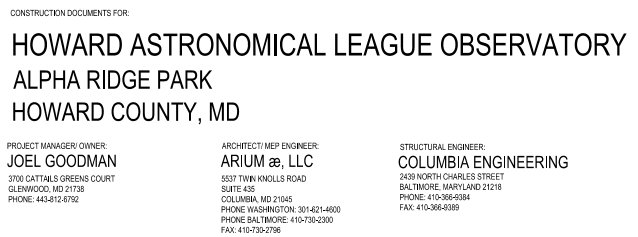 CONSTRUCTION DOCUMENTS FOR:
HOWARD ASTRONOMICAL LEAGUE OBSERVATORY
ALPHA RIDGE PARK
HOWARD COUNTY, MD
PROJECT MANAGER/ OWNER:
JOEL GOODMAN
3700 CATTAILS GREENS COURT
GLENWOOD, MD 21738
PHONE: 443-812-6792
ARCHITECT/ MEP ENGINEER:
ARIUM æ, LLC
5537 TWIN KNOLLS ROAD
SUITE 435
COLUMBIA, MD 21045
PHONE WASHINGTON: 301-621-4600
PHONE BALTIMORE: 410-730-2300
FAX: 410-730-2796
STRUCTURAL ENGINEER:
COLUMBIA ENGINEERING
2439 NORTH CHARLES STREET
BALTIMORE, MARYLAND 21218
PHONE: 410-366-9384
FAX: 410-366-9389